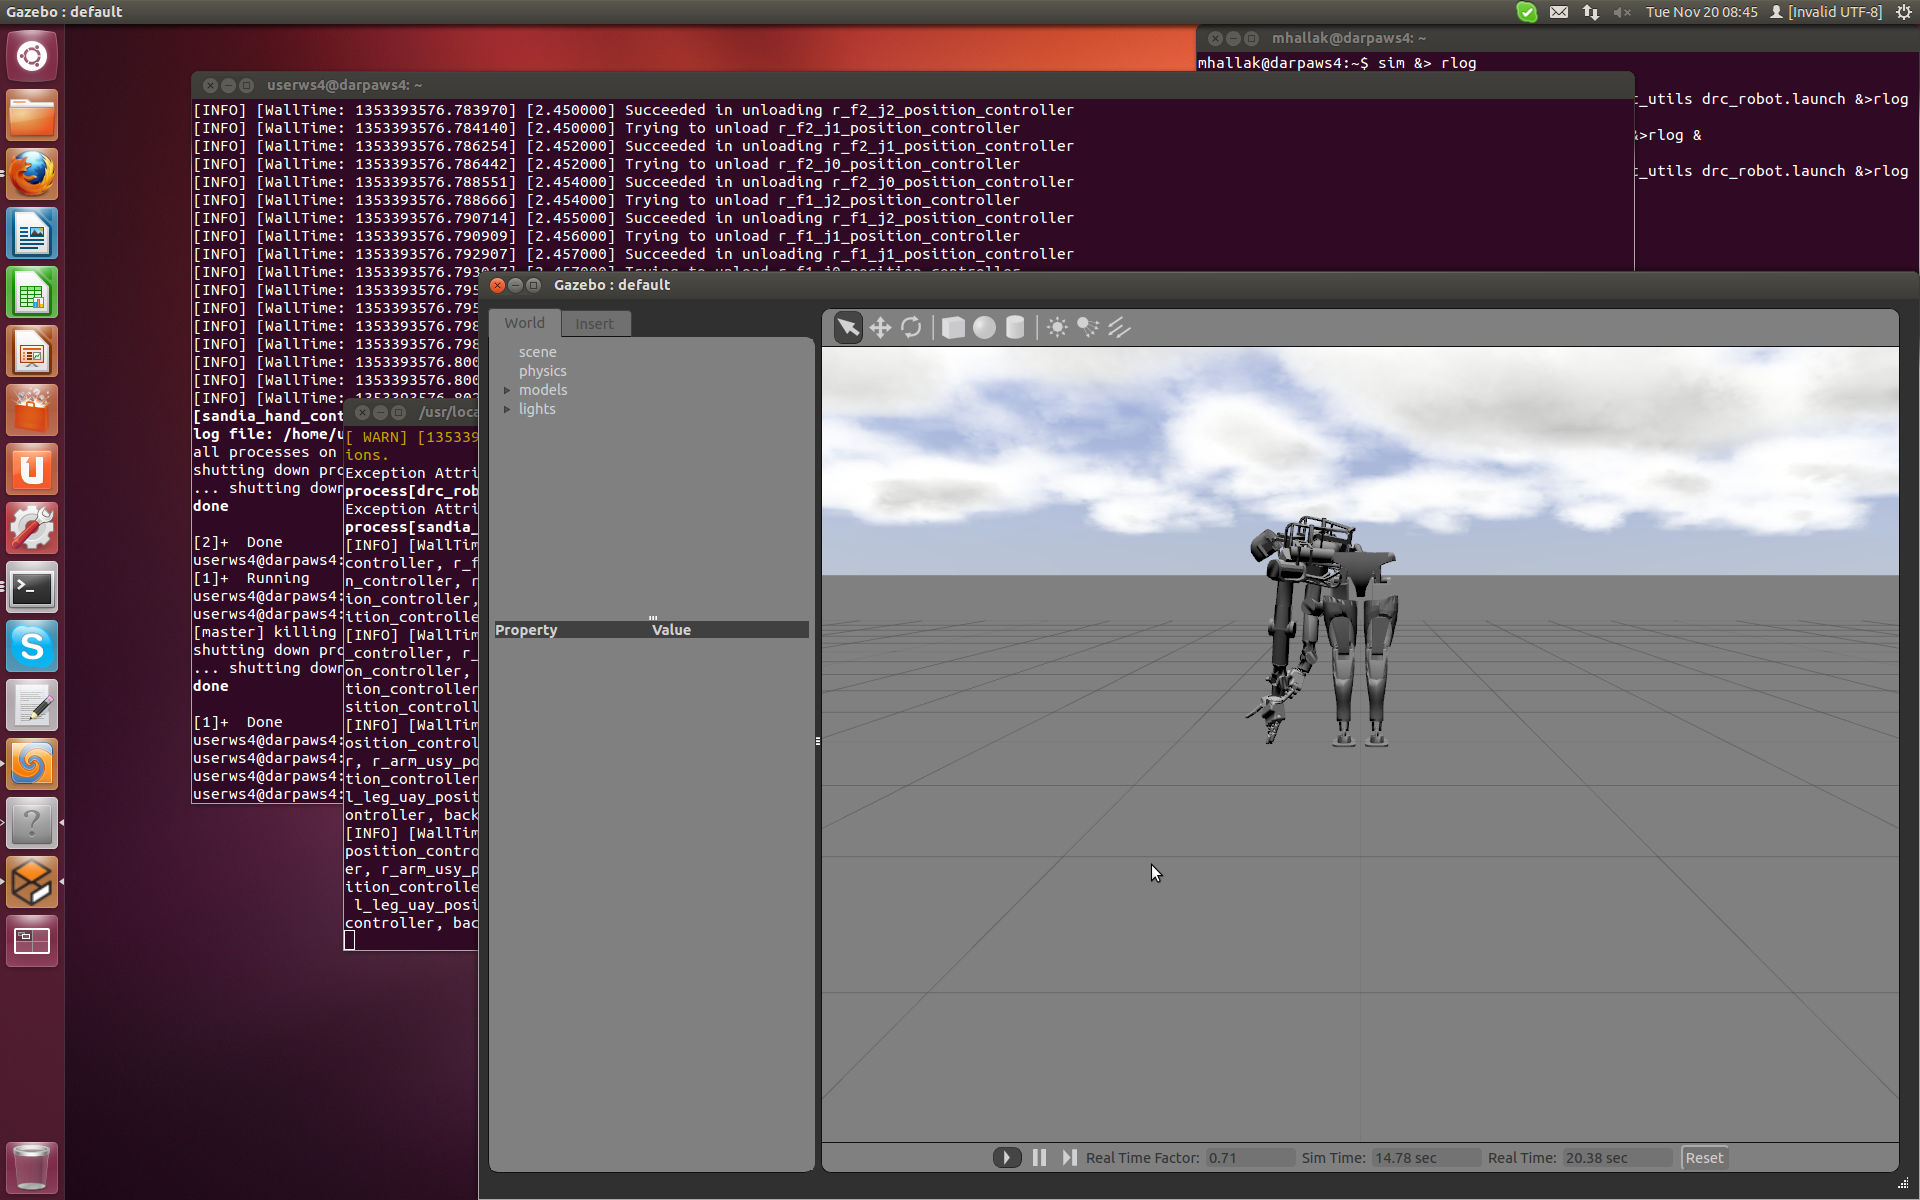 Gazebo : default
Tue Nov 20 08:45
[Invalid UTF-8]
mhallak@darpaws4: ~
mhallak@darpaws4:~$ sim &> rlog
t_utils drc_robot.launch &>rlog
&>rlog &
t_utils drc_robot.launch &>rlog
userws4@darpaws4: ~
[INFO] [WallTime: 1353393576.783970] [2.450000] Succeeded in unloading r_f2_j2_position_controller
[INFO] [WallTime: 1353393576.784140] [2.450000] Trying to unload r_f2_j1_position_controller
[INFO] [WallTime: 1353393576.786254] [2.452000] Succeeded in unloading r_f2_j1_position_controller
[INFO] [WallTime: 1353393576.786442] [2.452000] Trying to unload r_f2_j0_position_controller
[INFO] [WallTime: 1353393576.788551] [2.454000] Succeeded in unloading r_f2_j0_position_controller
[INFO] [WallTime: 1353393576.788666] [2.454000] Trying to unload r_f1_j2_position_controller
[INFO] [WallTime: 1353393576.790714] [2.455000] Succeeded in unloading r_f1_j2_position_controller
[INFO] [WallTime: 1353393576.790909] [2.456000] Trying to unload r_f1_j1_position_controller
[INFO] [WallTime: 1353393576.792907] [2.457000] Succeeded in unloading r_f1_j1_position_controller
[INFO] [WallTime: 1353393576.793017] [2.457000] Trying to unload r_f1_j0_position_controller
[INFO] [WallTime: 1353393576.795
[INFO] [WallTime: 1353393576.795
[INFO] [WallTime: 1353393576.798
[INFO] [WallTime: 1353393576.798
[INFO] [WallTime: 1353393576.800
[INFO] [WallTime: 1353393576.800
[INFO] [WallTime: 1353393576.802
[sandia_hand_cont
log file: /home/u
all processes on
shutting down pro
... shutting down
done
[2]+ Done
userws4@darpaws4:
[1]+ Running
userws4@darpaws4:
userws4@darpaws4:
[master] killing
shutting down pro
... shutting down
done
[1]+ Done
userws4@darpaws4:
userws4@darpaws4:
userws4@darpaws4:
userws4@darpaws4:
/usr/loca
[ WARN] [135339
ions.
Exception Attri
process[drc_rob
Exception Attri
process[sandia_
[INFO] [WallTim
controller, r_f
n_controller, r
ion_controller,
ition_controlle
[INFO] [WallTim
_controller, r_
on_controller,
tion_controller
sition_controll
[INFO] [WallTim
osition_control
r, r_arm_usy_po
tion_controller
l_leg_uay_posit
ontroller, back
[INFO] [WallTim
position_contro
er, r_arm_usy_p
ition_controlle
l_leg_uay_posi
controller, bac
Gazebo : default
World
Insert
scene
physics
models
lights
Property
Value
Real Time Factor: 0.71
Sim Time: 14.78 sec
Real Time: 20.38 sec
Reset